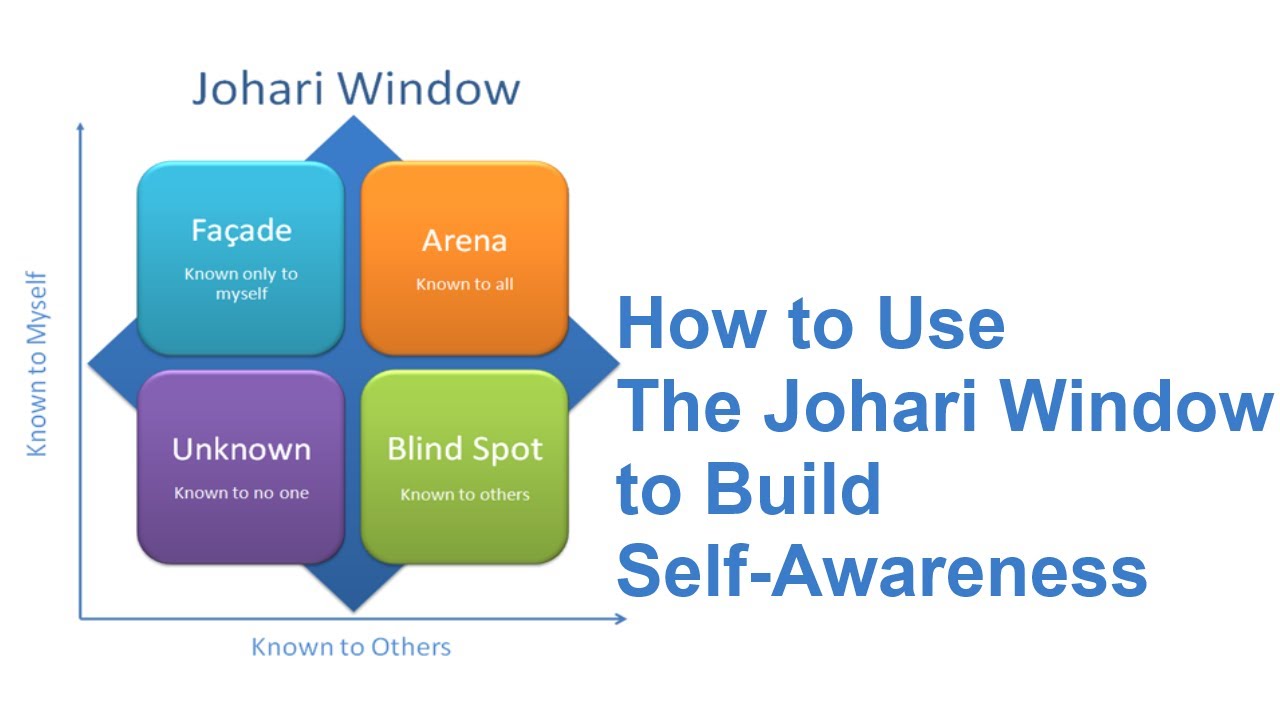 Johari Window
Façade
Known only to
myself
Arena
Known to all
Unknown
Known to no one
Blind Spot
Known to others
Known to Myself
Known to Others
How to Use
The Johari Window
to Build
Self-Awareness